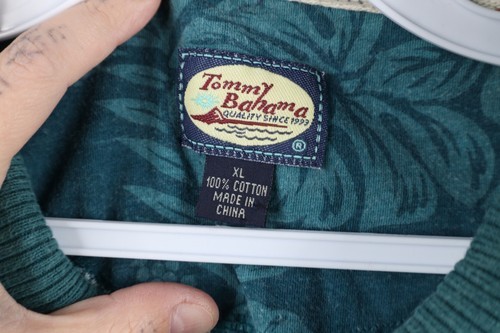 Tommy
Bahama
QUALITY SINCE 1993
®
XL
100% COTTON
MADE IN
CHINA